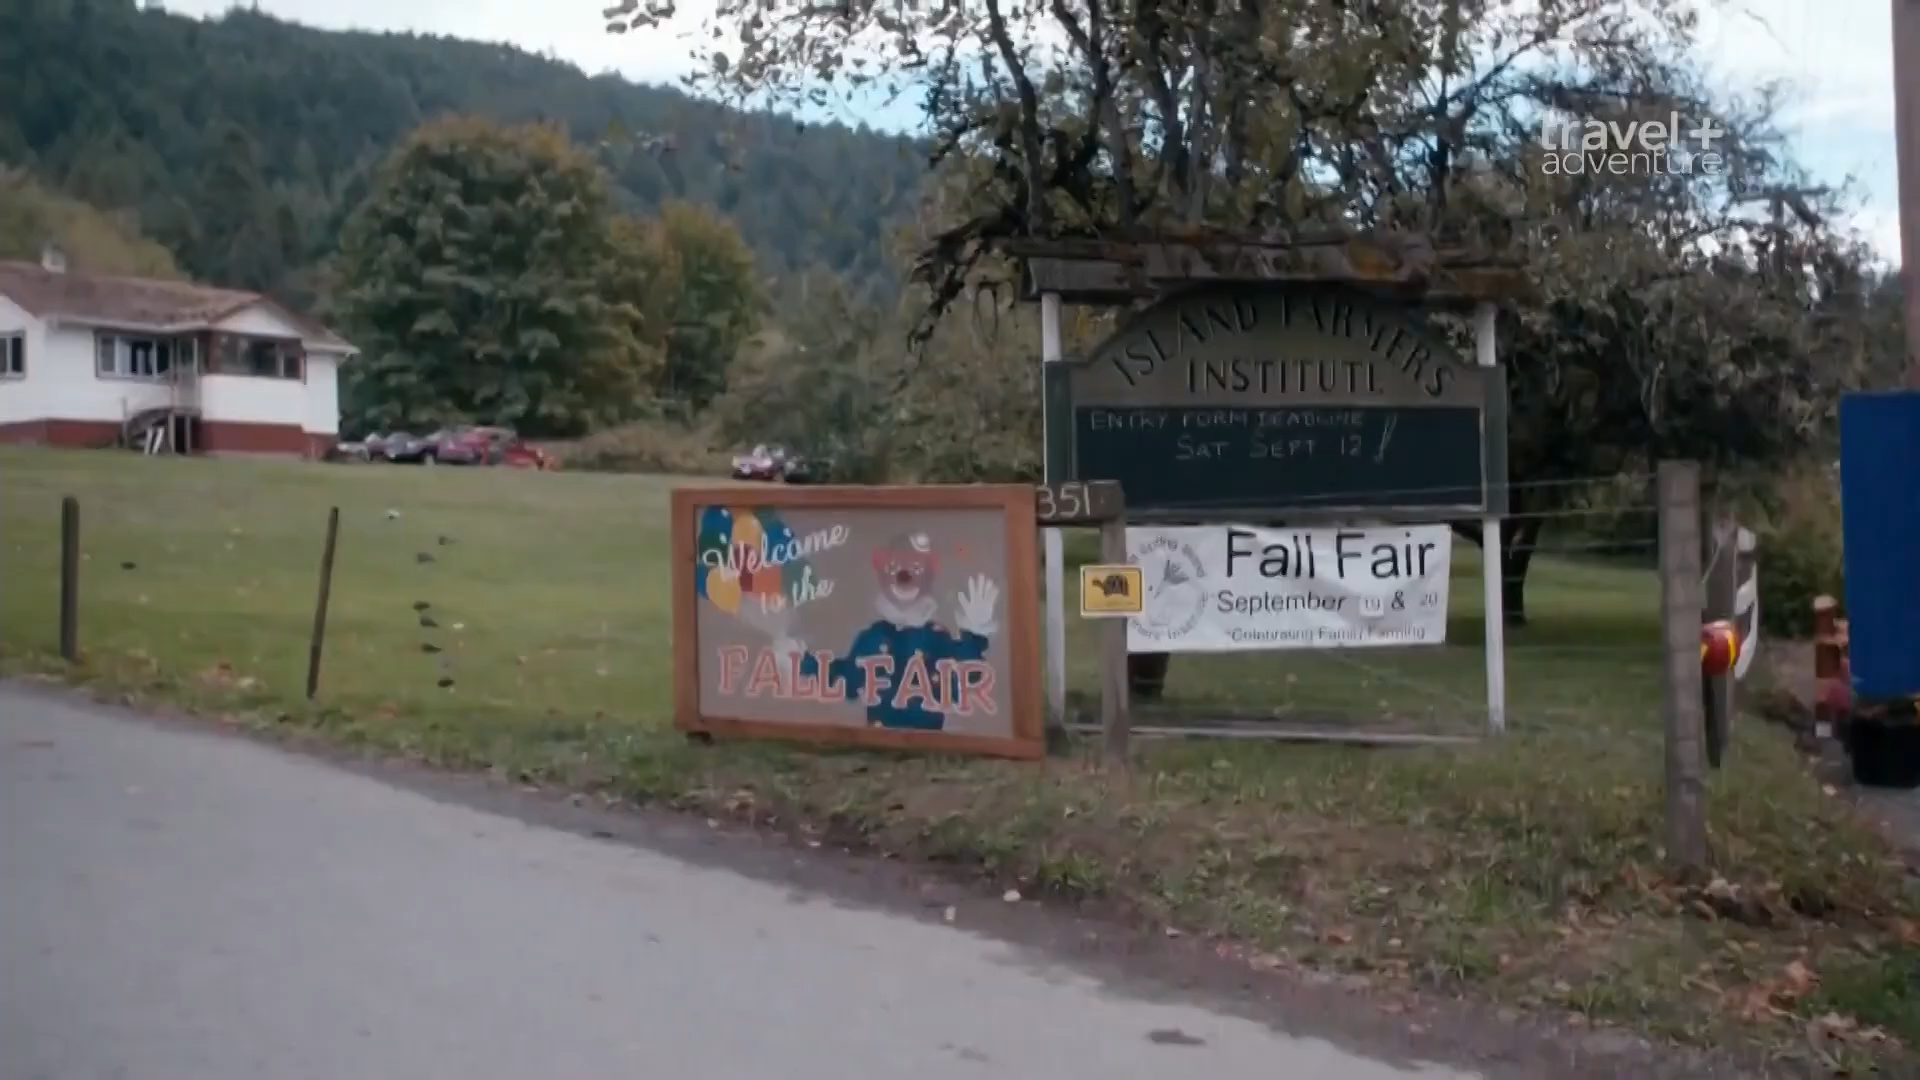 travel+
adventure
ISLAND FARMERS
INSTITUTE
ENTRY FORM DEADLINE
SAT SEPT 12
351
Welcome
to the
FALL FAIR
Fall Fair
September 19 & 20
"Celebrating Family Farming"